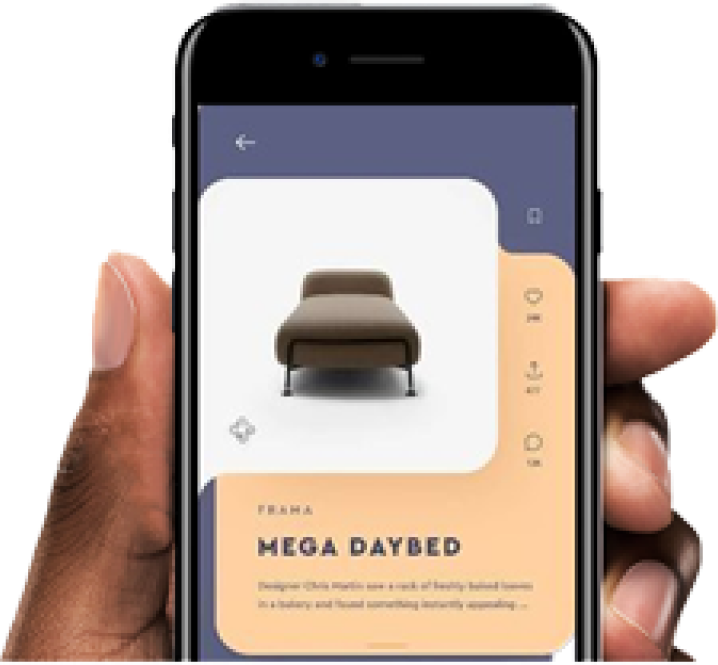 FRAMA
MEGA DAYBED
Designer Chris Martin saw a rack of freshly baked loaves
in a bakery and found something instantly appealing ...